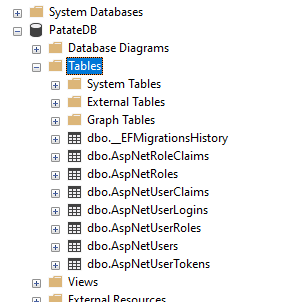 System Databases
PatateDB
Database Diagrams
Tables
System Tables
External Tables
Graph Tables
dbo.__EFMigrationsHistory
dbo.AspNetRoleClaims
dbo.AspNetRoles
dbo.AspNetUserClaims
dbo.AspNetUserLogins
dbo.AspNetUserRoles
dbo.AspNetUsers
dbo.AspNetUserTokens
Views
External Resources